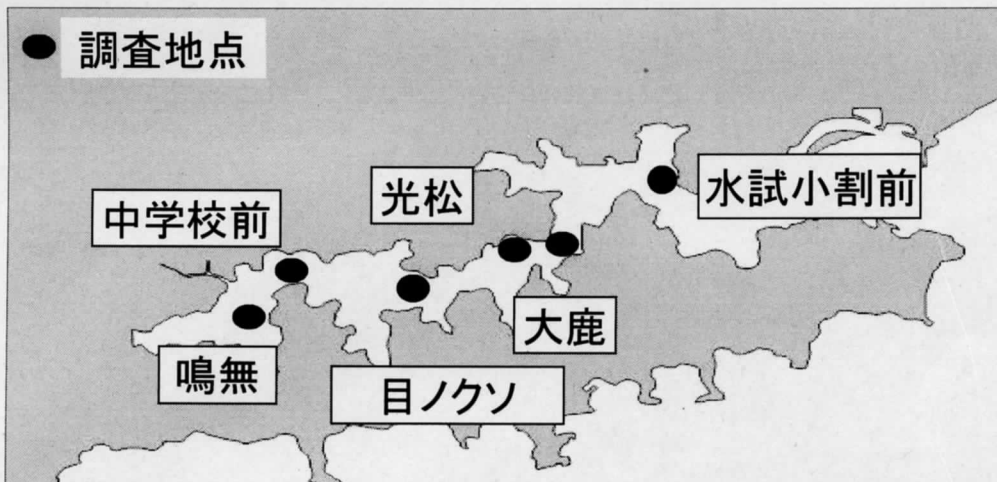 調査地点
光松
水試小割前
中学校前
大鹿
鳴無
目ノクソ